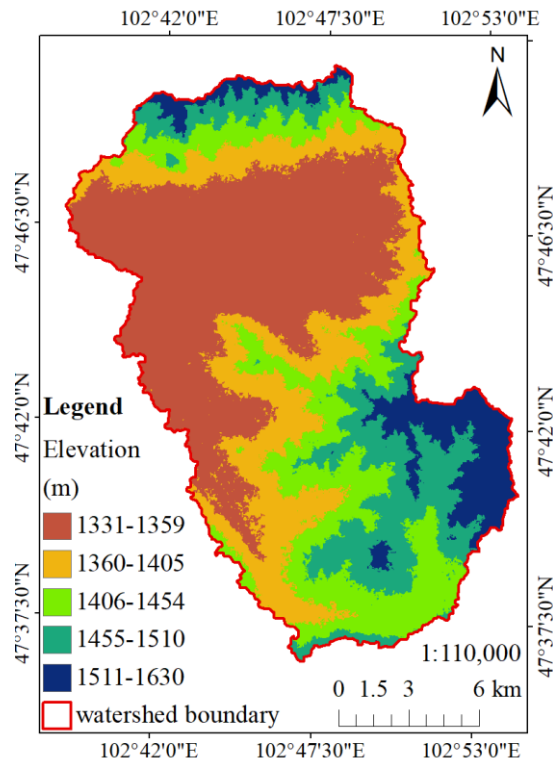 102°42'0"E 102°47'30"E 102°53'0"E
N
47°46'30"N 47°46'30"N
47°42'0"N 47°42'0"N
47°37'30"N 47°37'30"N
Legend
Elevation
(m)
1331-1359
1360-1405
1406-1454
1455-1510
1511-1630
watershed boundary
1:110,000
0 1.5 3 6 km
102°42'0"E 102°47'30"E 102°53'0"E